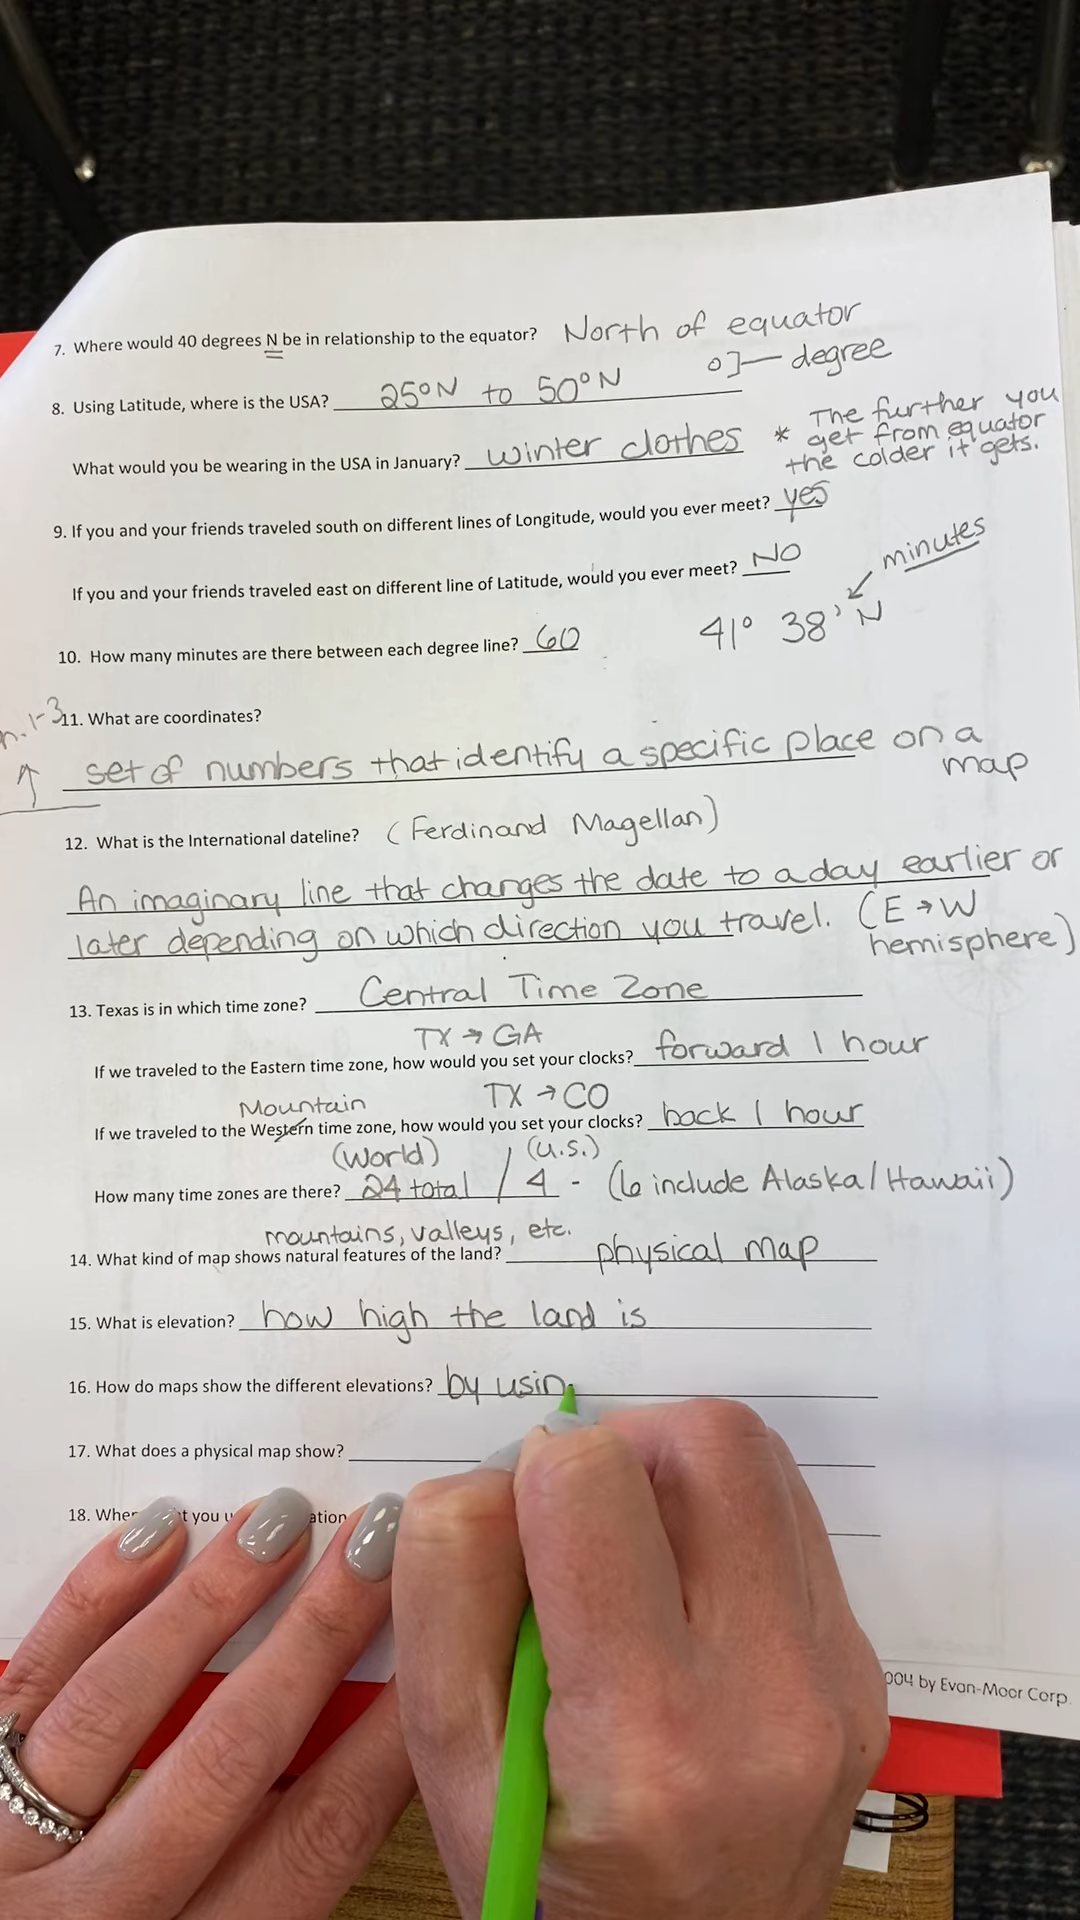 7. Where would 40 degrees N be in relationship to the equator? North of equator
o]— degree
8. Using Latitude, where is the USA? 25°N to 50°N
* The further you get from equator the colder it gets.
What would you be wearing in the USA in January? winter clothes
9. If you and your friends traveled south on different lines of Longitude, would you ever meet? yes
If you and your friends traveled east on different line of Latitude, would you ever meet? NO
minutes
10. How many minutes are there between each degree line? 60
41° 38' N
1-3
11. What are coordinates?
set of numbers that identify a specific place on a map
12. What is the International dateline? (Ferdinand Magellan)
An imaginary line that changes the date to a day earlier or
later depending on which direction you travel. (E → W hemisphere)
13. Texas is in which time zone? Central Time Zone
TX → GA
If we traveled to the Eastern time zone, how would you set your clocks? forward 1 hour
Mountain TX → CO
If we traveled to the Western time zone, how would you set your clocks? back 1 hour
(World) / (U.S.)
How many time zones are there? 24 total / 4 - (6 include Alaska/Hawaii)
mountains, valleys, etc.
14. What kind of map shows natural features of the land? physical map
15. What is elevation? how high the land is
16. How do maps show the different elevations? by usin
17. What does a physical map show?
18. you
004 by Evan-Moor Corp.